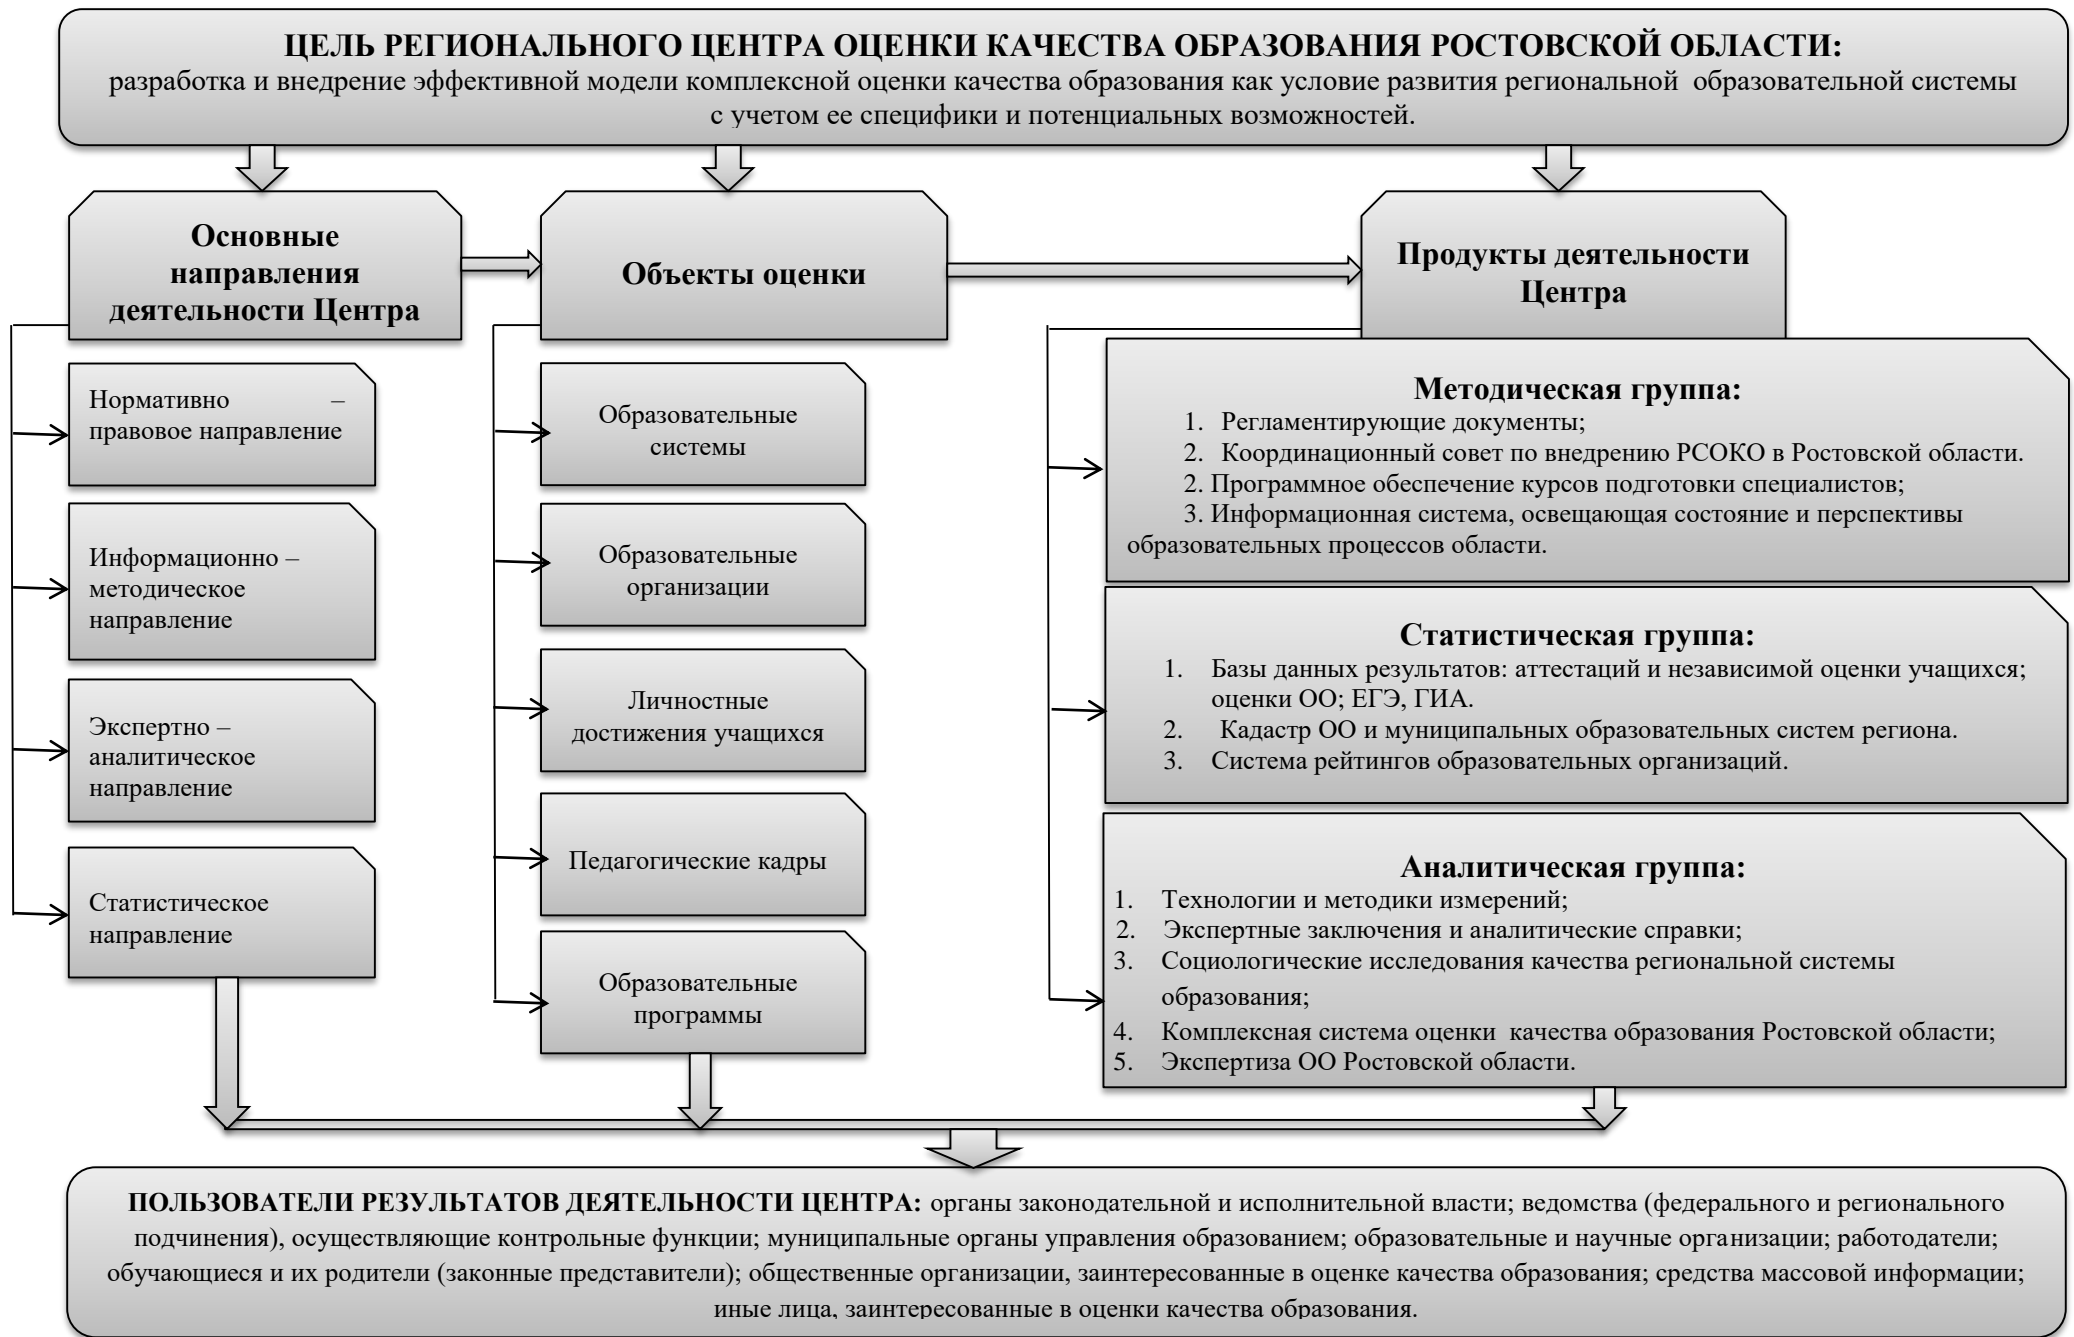 ЦЕЛЬ РЕГИОНАЛЬНОГО ЦЕНТРА ОЦЕНКИ КАЧЕСТВА ОБРАЗОВАНИЯ РОСТОВСКОЙ ОБЛАСТИ:
разработка и внедрение эффективной модели комплексной оценки качества образования как условие развития региональной образовательной системы
с учетом ее специфики и потенциальных возможностей.
Основные
направления
деятельности Центра
Нормативно –
правовое направление
Информационно –
методическое
направление
Экспертно –
аналитическое
направление
Статистическое
направление
Объекты оценки
Образовательные
системы
Образовательные
организации
Личностные
достижения учащихся
Педагогические кадры
Образовательные
программы
Продукты деятельности
Центра
Методическая группа:
1. Регламентирующие документы;
2. Координационный совет по внедрению РСОКО в Ростовской области.
2. Программное обеспечение курсов подготовки специалистов;
3. Информационная система, освещающая состояние и перспективы
образовательных процессов области.
Статистическая группа:
1. Базы данных результатов: аттестаций и независимой оценки учащихся;
оценки ОО; ЕГЭ, ГИА.
2. Кадастр ОО и муниципальных образовательных систем региона.
3. Система рейтингов образовательных организаций.
Аналитическая группа:
1. Технологии и методики измерений;
2. Экспертные заключения и аналитические справки;
3. Социологические исследования качества региональной системы
образования;
4. Комплексная система оценки качества образования Ростовской области;
5. Экспертиза ОО Ростовской области.
ПОЛЬЗОВАТЕЛИ РЕЗУЛЬТАТОВ ДЕЯТЕЛЬНОСТИ ЦЕНТРА: органы законодательной и исполнительной власти; ведомства (федерального и регионального
подчинения), осуществляющие контрольные функции; муниципальные органы управления образованием; образовательные и научные организации; работодатели;
обучающиеся и их родители (законные представители); общественные организации, заинтересованные в оценке качества образования; средства массовой информации;
иные лица, заинтересованные в оценки качества образования.